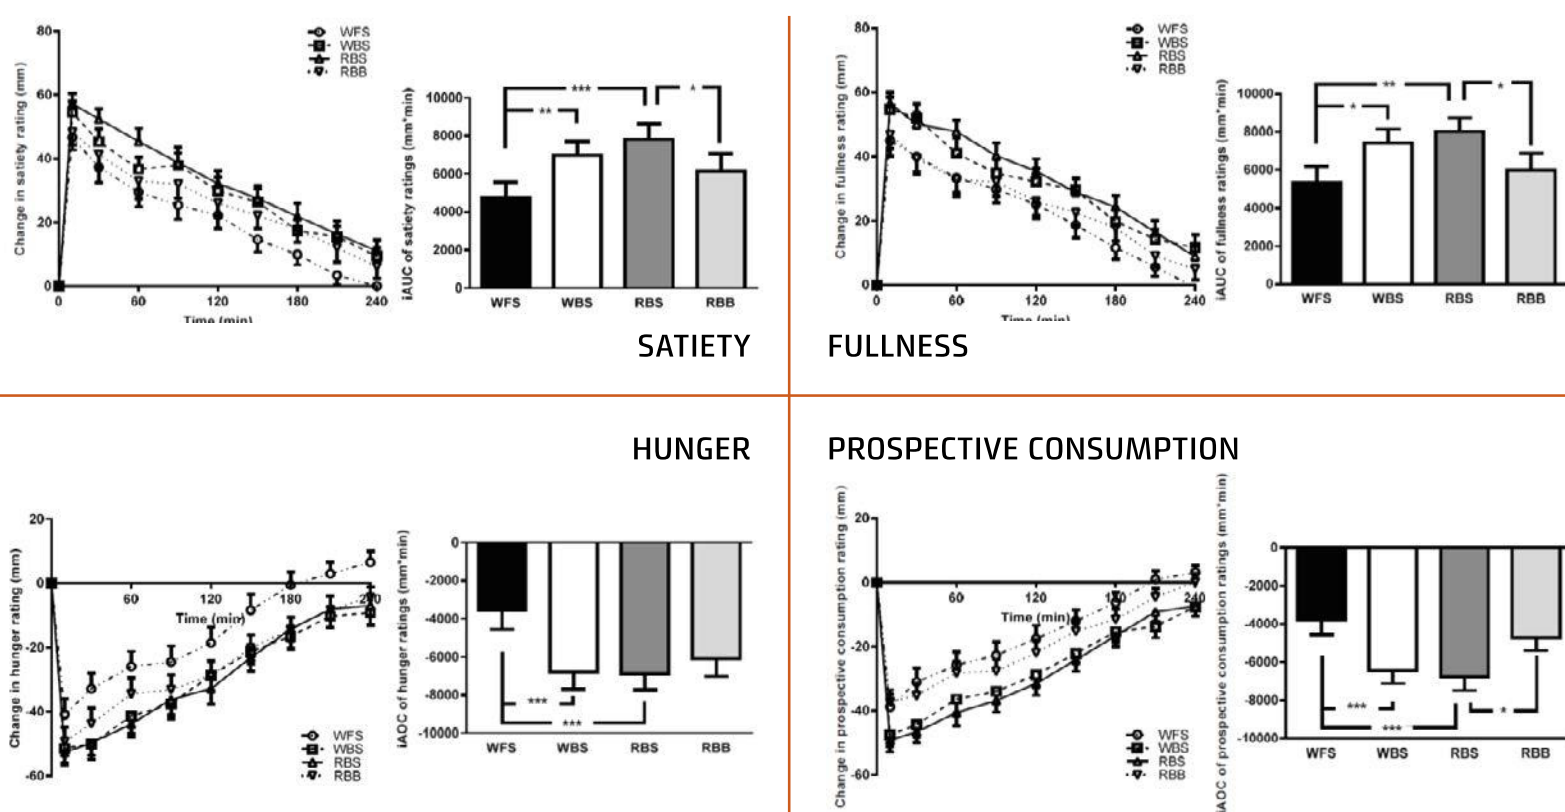 Change in satiety rating (mm)
80
60
40
20
0
0 60 120 180 240
Time (min)
WFS
WBS
RBS
RBB
iAUC of satiety ratings (mm*min)
10000
8000
6000
4000
2000
0
***
**
*
WFS WBS RBS RBB
SATIETY
Change in fullness rating (mm)
80
60
40
20
0
0 60 120 180 240
Time (min)
WFS
WBS
RBS
RBB
iAUC of fullness ratings (mm*min)
10000
8000
6000
4000
2000
0
**
*
*
WFS WBS RBS RBB
FULLNESS
HUNGER
Change in hunger rating (mm)
20
0
-20
-40
-60
60 120 180 240
Time (min)
WFS
WBS
RBS
RBB
iAOC of hunger ratings (mm*min)
0
-2000
-4000
-6000
-8000
-10000
***
***
WFS WBS RBS RBB
PROSPECTIVE CONSUMPTION
Change in prospective consumption rating (mm)
20
0
-20
-40
-60
60 120 180 240
Time (min)
WFS
WBS
RBS
RBB
iAOC of prospective consumption ratings (mm*min)
0
-2000
-4000
-6000
-8000
-10000
***
*
***
WFS WBS RBS RBB